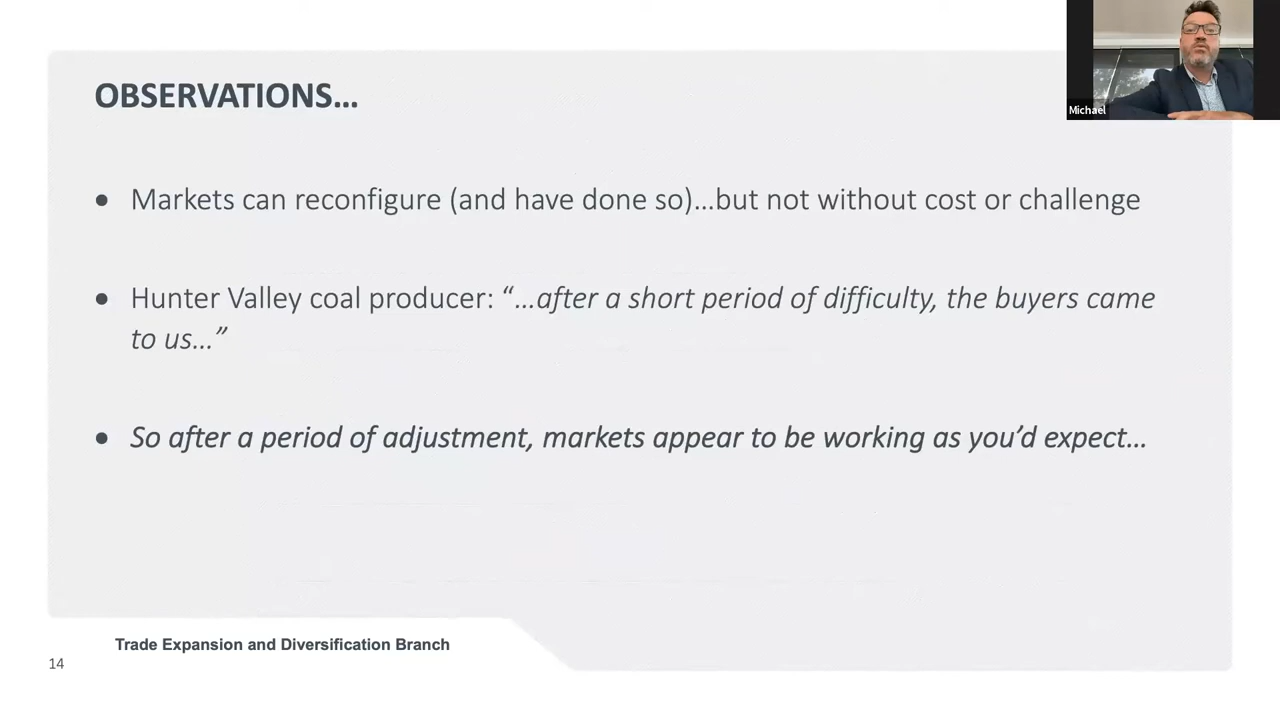 OBSERVATIONS…
Michael
• Markets can reconfigure (and have done so)…but not without cost or challenge
• Hunter Valley coal producer: “…after a short period of difficulty, the buyers came
to us…”
• So after a period of adjustment, markets appear to be working as you’d expect…
Trade Expansion and Diversification Branch
14